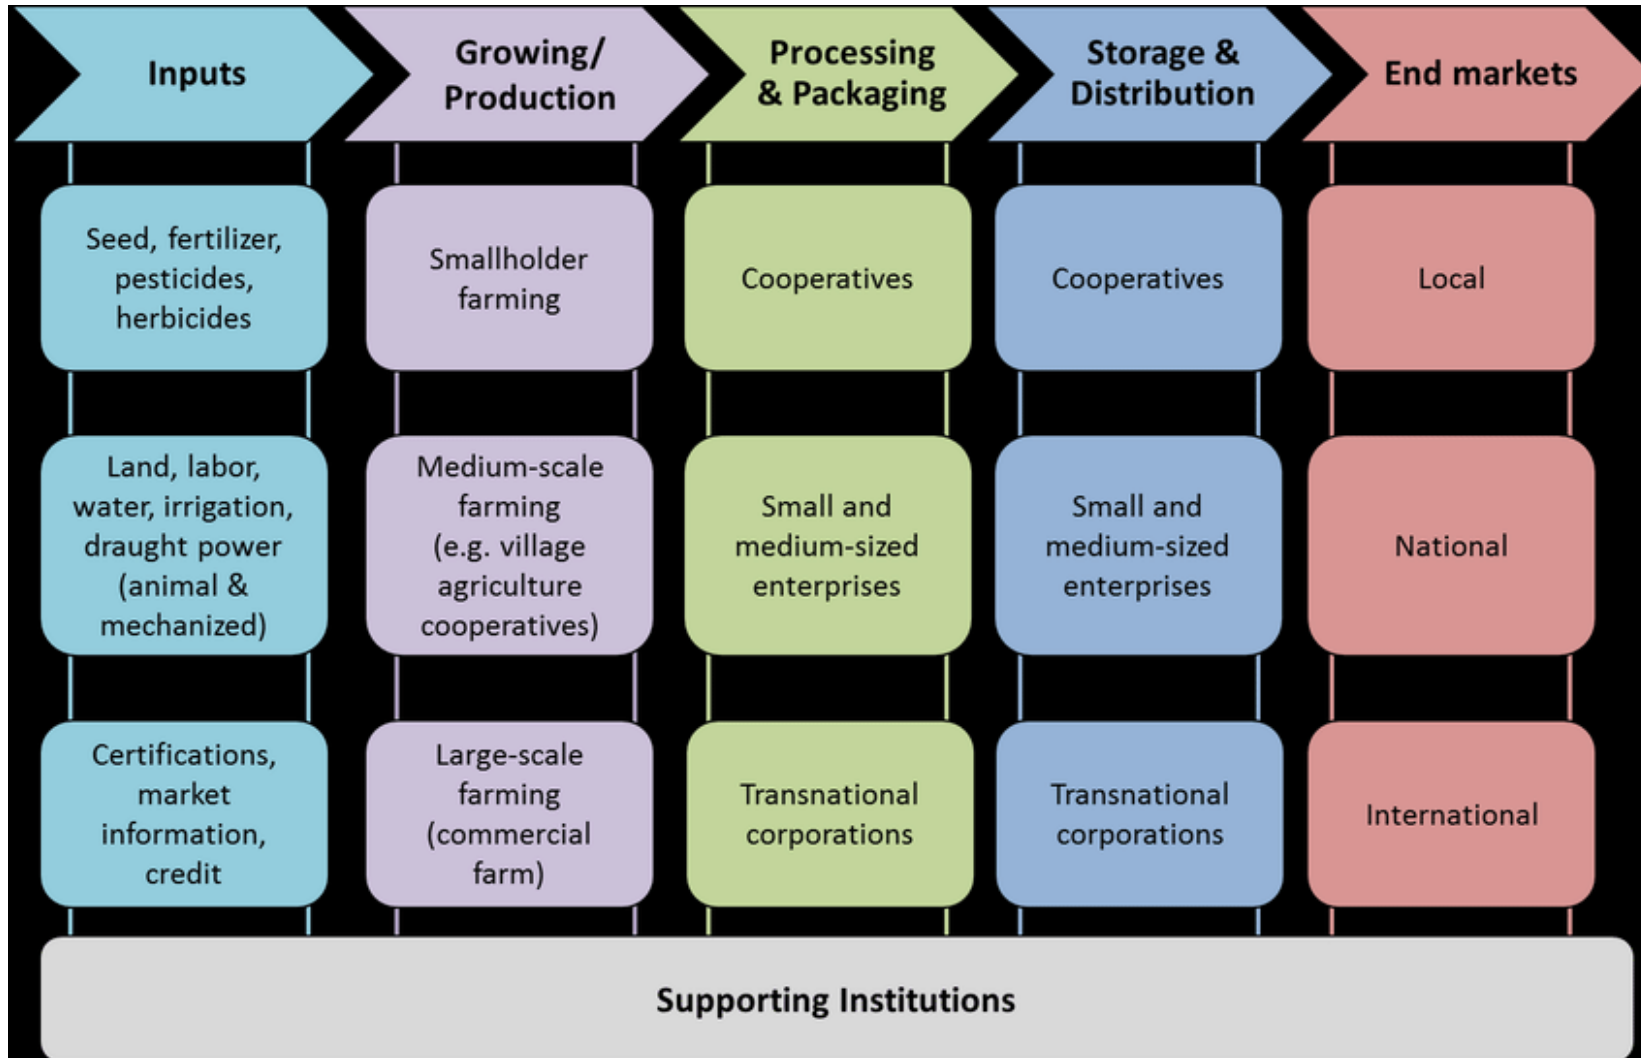 Inputs
Growing/
Production
Processing
& Packaging
Storage &
Distribution
End markets
Seed, fertilizer,
pesticides,
herbicides
Smallholder
farming
Cooperatives
Cooperatives
Local
Land, labor,
water, irrigation,
draught power
(animal &
mechanized)
Medium-scale
farming
(e.g. village
agriculture
cooperatives)
Small and
medium-sized
enterprises
Small and
medium-sized
enterprises
National
Certifications,
market
information,
credit
Large-scale
farming
(commercial
farm)
Transnational
corporations
Transnational
corporations
International
Supporting Institutions